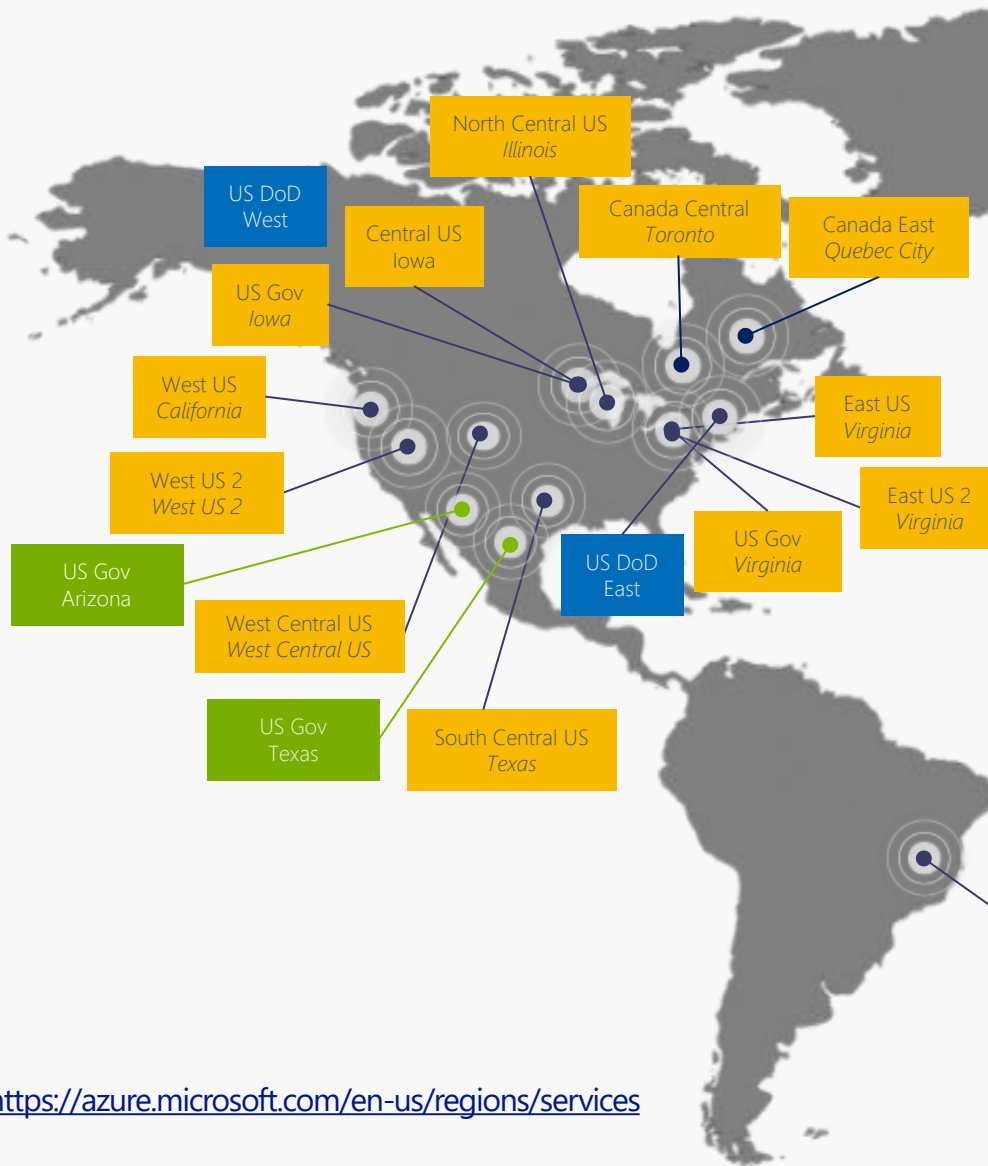 North Central US
Illinois
US DoD
West
Canada Central
Toronto
Canada East
Quebec City
Central US
Iowa
US Gov
Iowa
West US
California
East US
Virginia
West US 2
West US 2
East US 2
Virginia
US Gov
Virginia
US DoD
East
US Gov
Arizona
West Central US
West Central US
US Gov
Texas
South Central US
Texas
https://azure.microsoft.com/en-us/regions/services